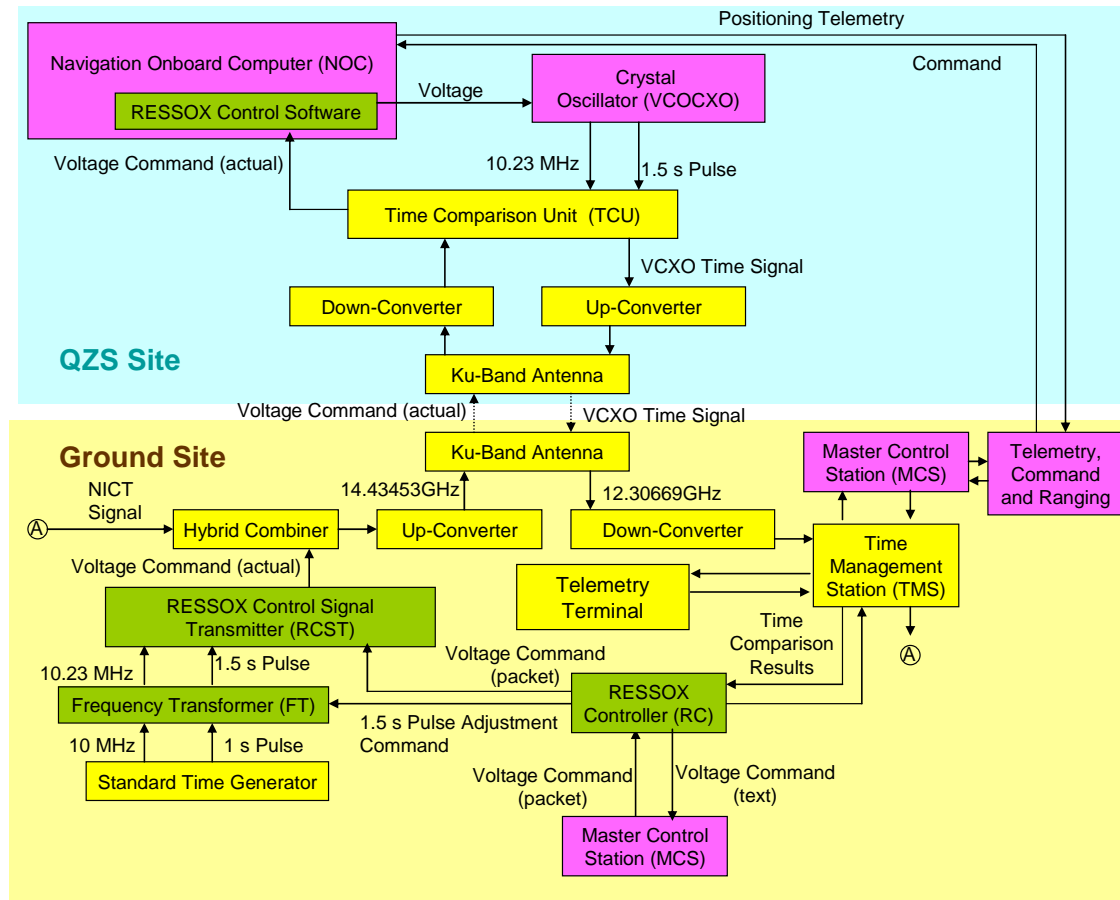 Positioning Telemetry
Navigation Onboard Computer (NOC)
Command
Crystal
Oscillator (VCOCXO)
Voltage
RESSOX Control Software
Voltage Command (actual)
10.23 MHz
1.5 s Pulse
Time Comparison Unit  (TCU)
VCXO Time Signal
Down-Converter
Up-Converter
QZS Site
Ku-Band Antenna
Voltage Command (actual)
VCXO Time Signal
Ground Site
Ku-Band Antenna
Master Control
Station (MCS)
Telemetry,
Command
and Ranging
NICT
Signal
14.43453GHz
12.30669GHz
A
Hybrid Combiner
Up-Converter
Down-Converter
Time
Management
Station (TMS)
Voltage Command (actual)
Telemetry
Terminal
RESSOX Control Signal
Transmitter (RCST)
Time
Comparison
Results
A
10.23 MHz
1.5 s Pulse
Voltage Command
(packet)
RESSOX
Controller (RC)
Frequency Transformer (FT)
1.5 s Pulse Adjustment
Command
10 MHz
1 s Pulse
Standard Time Generator
Voltage Command
(packet)
Voltage Command
(text)
Master Control
Station (MCS)